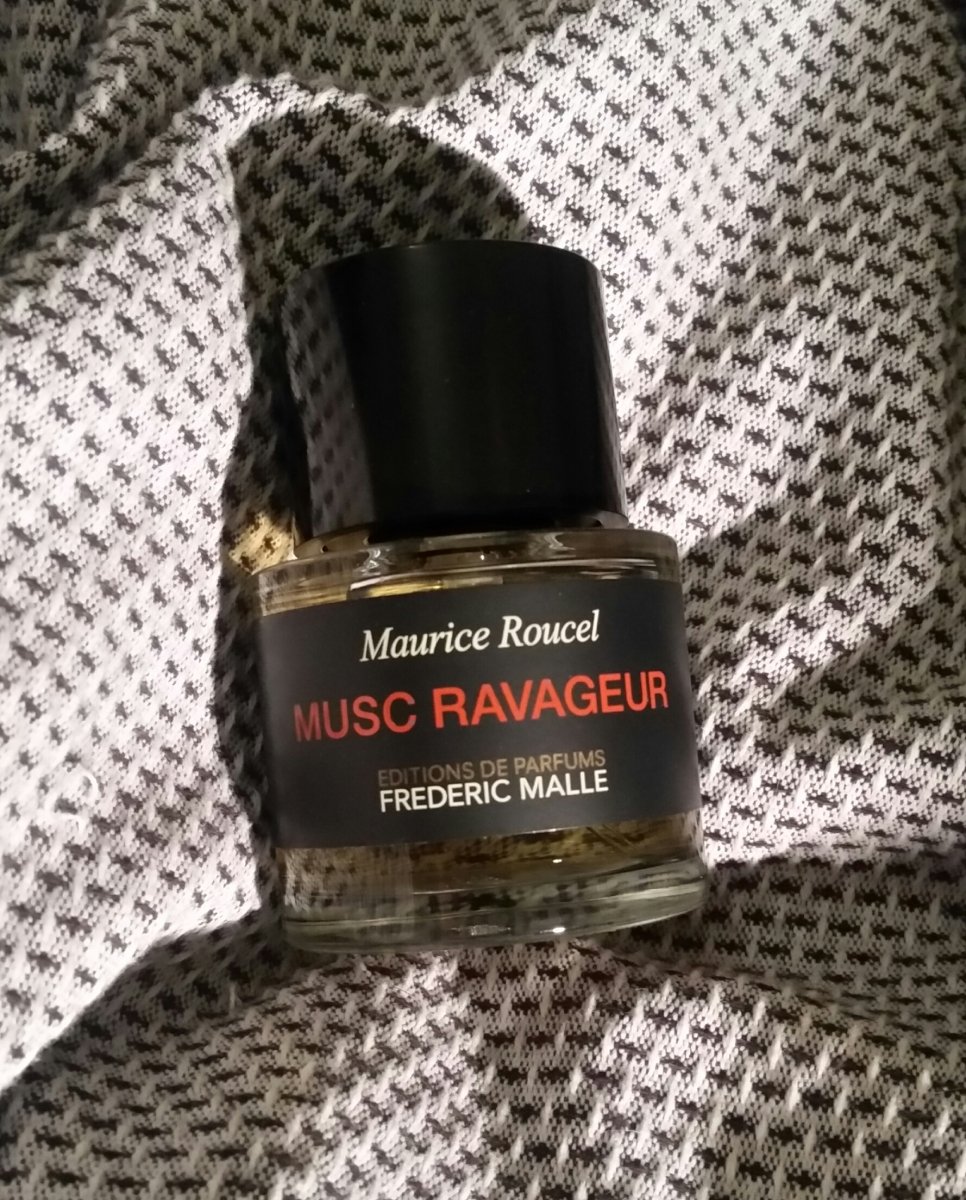 Maurice Roucel
MUSC RAVAGEUR
EDITIONS DE PARFUMS
FREDERIC MALLE